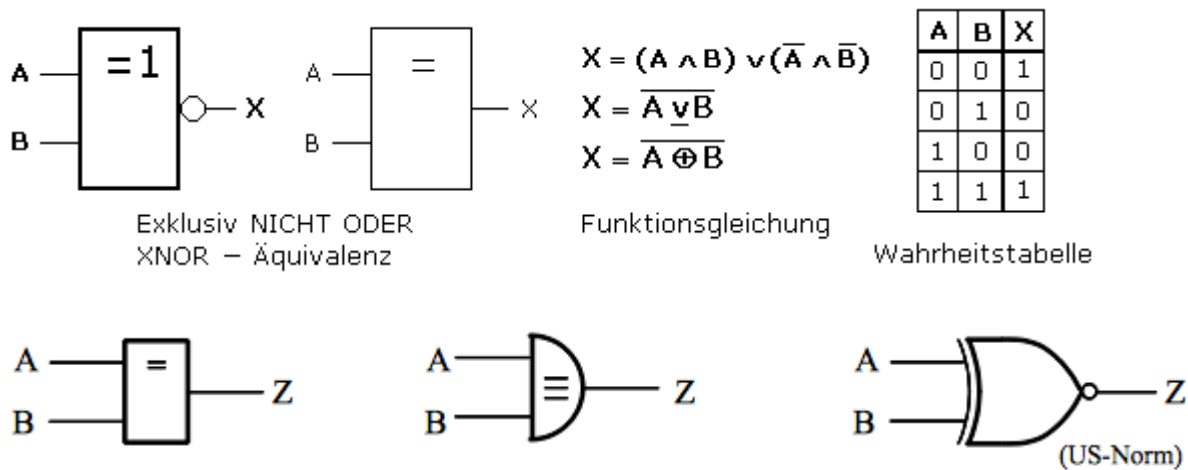 A
B
=1
X
A
B
=
X
Exklusiv NICHT ODER
XNOR – Äquivalenz
X = (A ∧ B) ∨ (A̅ ∧ B̅)
X = A̅ ̅⊻̅ ̅B̅
X = A̅ ̅⊕̅ ̅B̅
Funktionsgleichung
A B X
0 0 1
0 1 0
1 0 0
1 1 1
Wahrheitstabelle
A
B
=
Z
A
B
≡
Z
A
B
Z
(US-Norm)